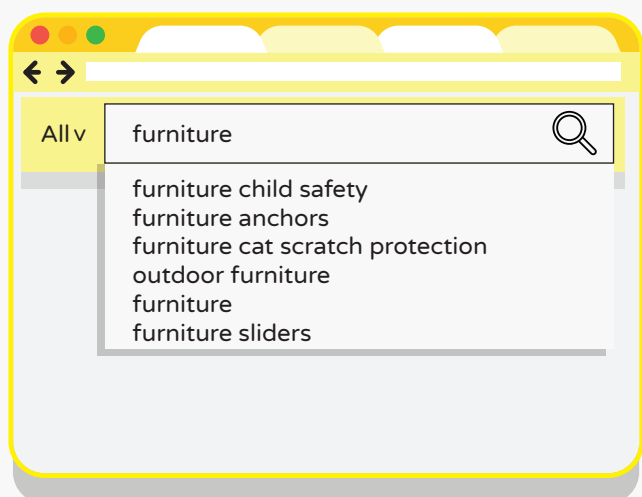 All v
furniture
furniture child safety
furniture anchors
furniture cat scratch protection
outdoor furniture
furniture
furniture sliders